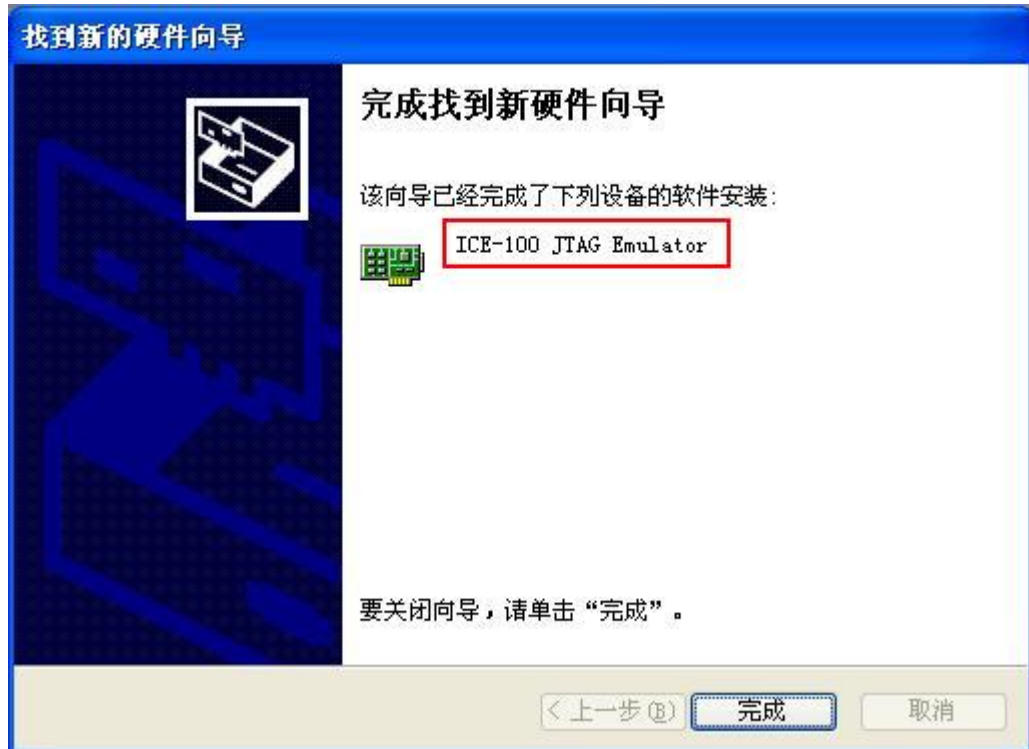 找到新的硬件向导
完成找到新硬件向导
该向导已经完成了下列设备的软件安装:
ICE-100 JTAG Emulator
要关闭向导，请单击“完成”。
< 上一步(B)
完成
取消